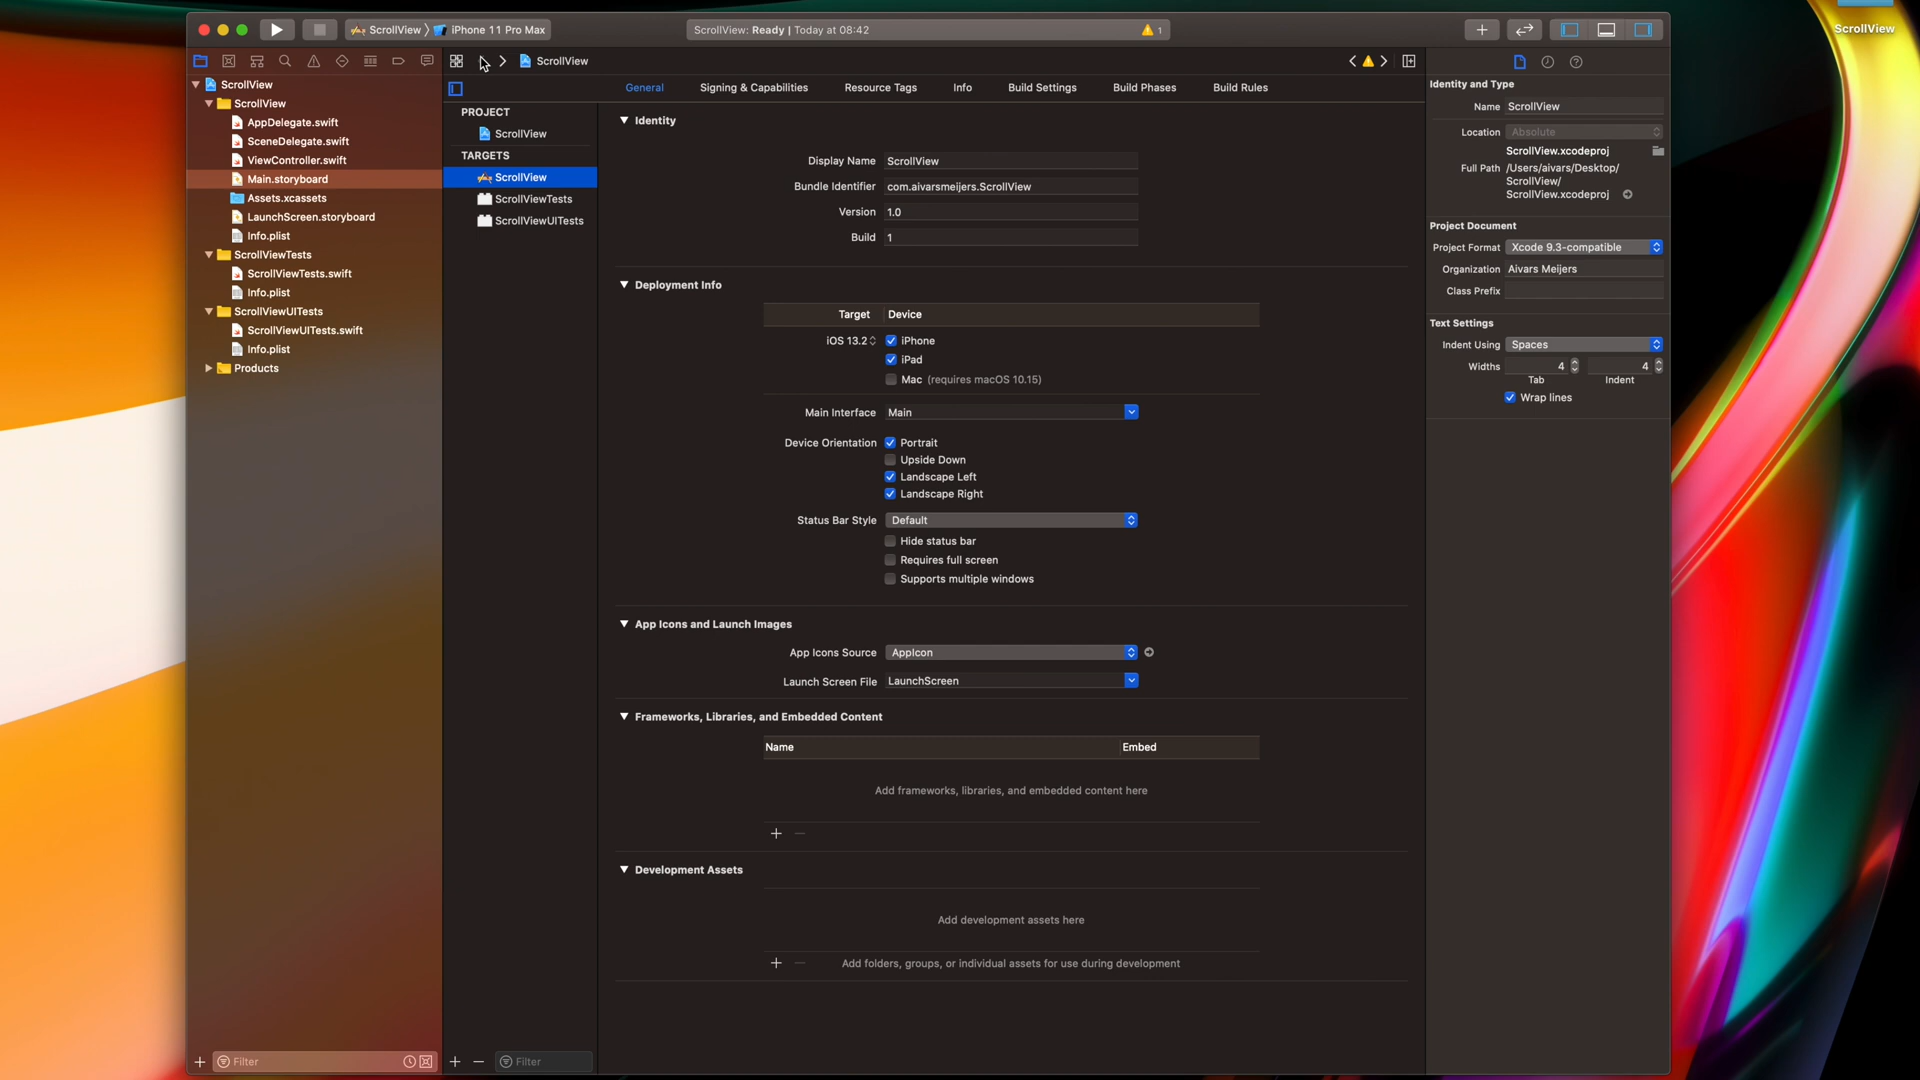 ScrollView
iPhone 11 Pro Max
ScrollView: Ready | Today at 08:42
1
ScrollView
ScrollView
ScrollView
AppDelegate.swift
SceneDelegate.swift
ViewController.swift
Main.storyboard
Assets.xcassets
LaunchScreen.storyboard
Info.plist
ScrollViewTests
ScrollViewTests.swift
Info.plist
ScrollViewUITests
ScrollViewUITests.swift
Info.plist
Products
Filter
ScrollView
General
Signing & Capabilities
Resource Tags
Info
Build Settings
Build Phases
Build Rules
PROJECT
ScrollView
TARGETS
ScrollView
ScrollViewTests
ScrollViewUITests
Filter
Identity
Display Name ScrollView
Bundle Identifier com.aivarsmeijers.ScrollView
Version 1.0
Build 1
Deployment Info
Target Device
iOS 13.2 iPhone
iPad
Mac (requires macOS 10.15)
Main Interface Main
Device Orientation Portrait
Upside Down
Landscape Left
Landscape Right
Status Bar Style Default
Hide status bar
Requires full screen
Supports multiple windows
App Icons and Launch Images
App Icons Source AppIcon
Launch Screen File LaunchScreen
Frameworks, Libraries, and Embedded Content
Name Embed
Add frameworks, libraries, and embedded content here
Development Assets
Add development assets here
Add folders, groups, or individual assets for use during development
Identity and Type
Name ScrollView
Location Absolute
ScrollView.xcodeproj
Full Path /Users/aivars/Desktop/
ScrollView/
ScrollView.xcodeproj
Project Document
Project Format Xcode 9.3-compatible
Organization Aivars Meijers
Class Prefix
Text Settings
Indent Using Spaces
Widths 4 4
Tab Indent
Wrap lines